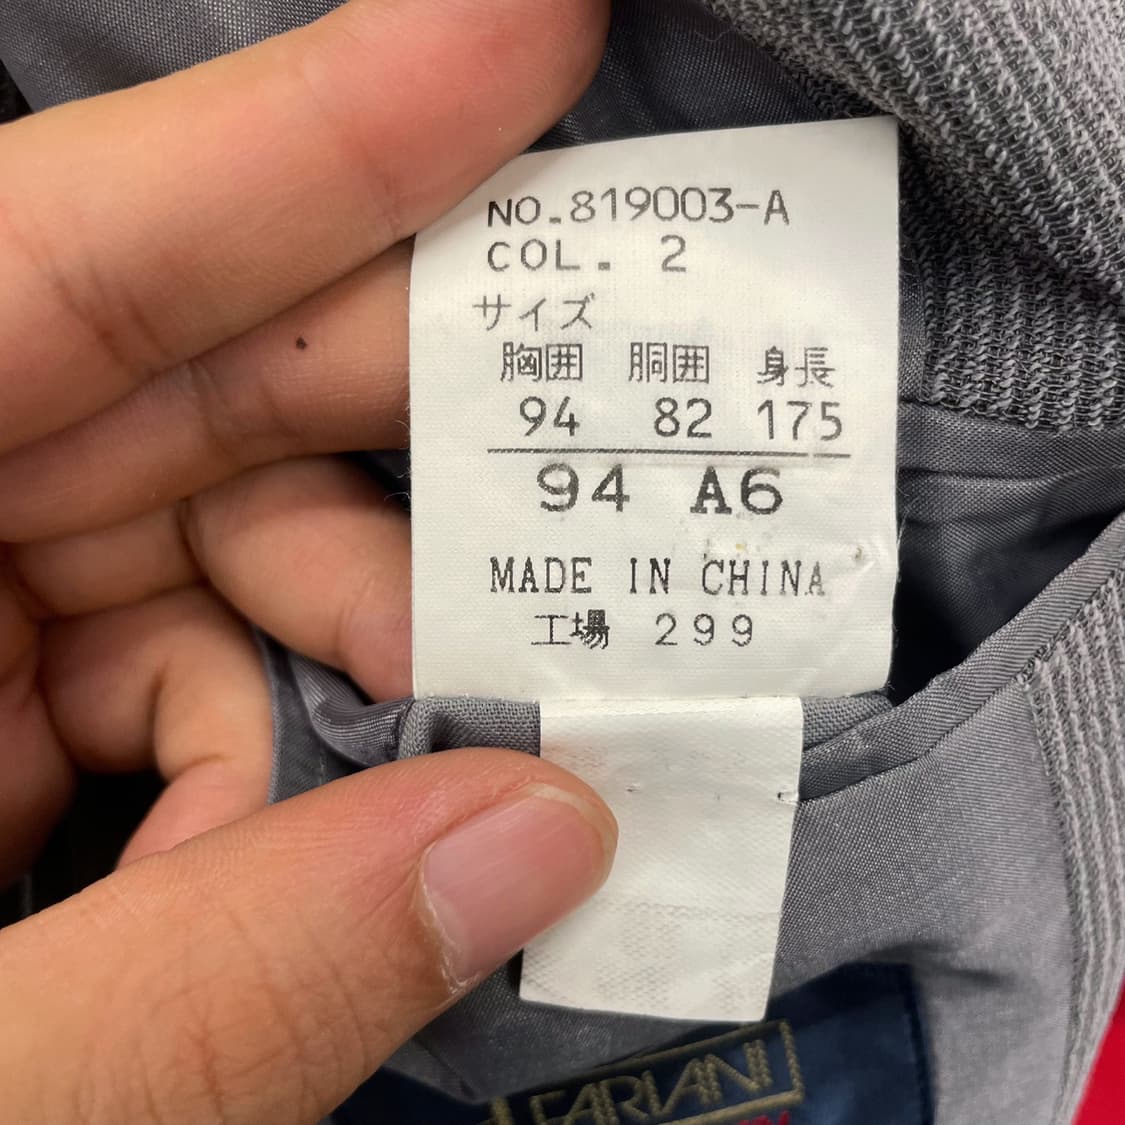 NO.819003-A
COL. 2
サイズ
胸囲 胴囲 身長
94 82 175
94 A6
MADE IN CHINA
工場 299
FARIANI